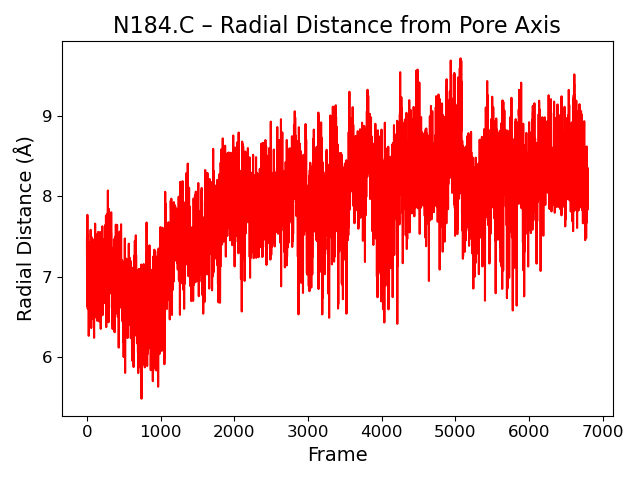 N184.C – Radial Distance from Pore Axis
9
8
7
6
Radial Distance (Å)
0 1000 2000 3000 4000 5000 6000 7000
Frame